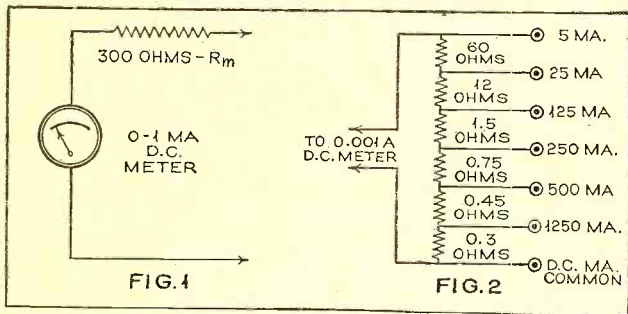 300 OHMS-Rm
0-1 MA
D.C.
METER
FIG.1
TO 0.001A
D.C. METER
60
OHMS
12
OHMS
1.5
OHMS
0.75
OHMS
0.45
OHMS
0.3
OHMS
5 MA.
25 MA
125 MA
250 MA.
500 MA
1250 MA.
D.C. MA.
COMMON
FIG.2